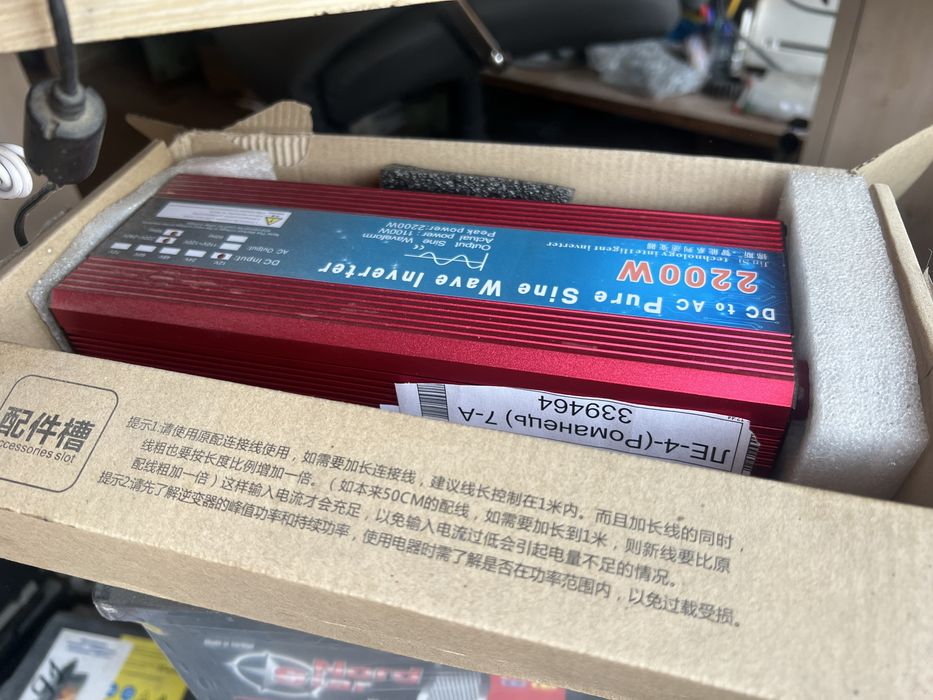 DC to AC Pure Sine Wave Inverter
2200W
Jin Si
technology intelligent inverter
Output Sine Waveform
Actual power: 1100W
Peak power:2200W
CE
DC Input:
12V
24V
48V
AC Output:
ЛЕ-4-(Романець) 7-А
339464
配件槽
accessories slot
提示1:请使用原配连接线使用，如需要加长连接线，建议线长控制在1米内。而且加长线的同时，
线粗也要按长度比例增加一倍。（如本来50CM的配线，如需要加长到1米，则新线要比原
配线粗加一倍）这样输入电流才会充足，以免输入电流过低会引起电量不足的情况。
提示2:请先了解逆变器的峰值功率和持续功率，使用电器时需了解是否在功率范围内，以免过载受损。